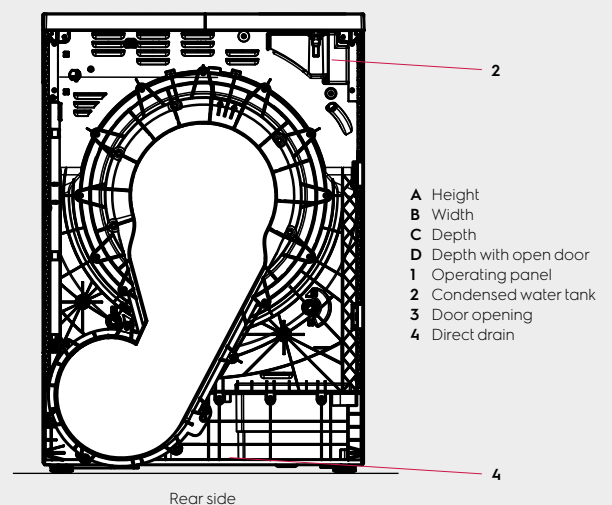 2
A Height
B Width
C Depth
D Depth with open door
1 Operating panel
2 Condensed water tank
3 Door opening
4 Direct drain
4
Rear side